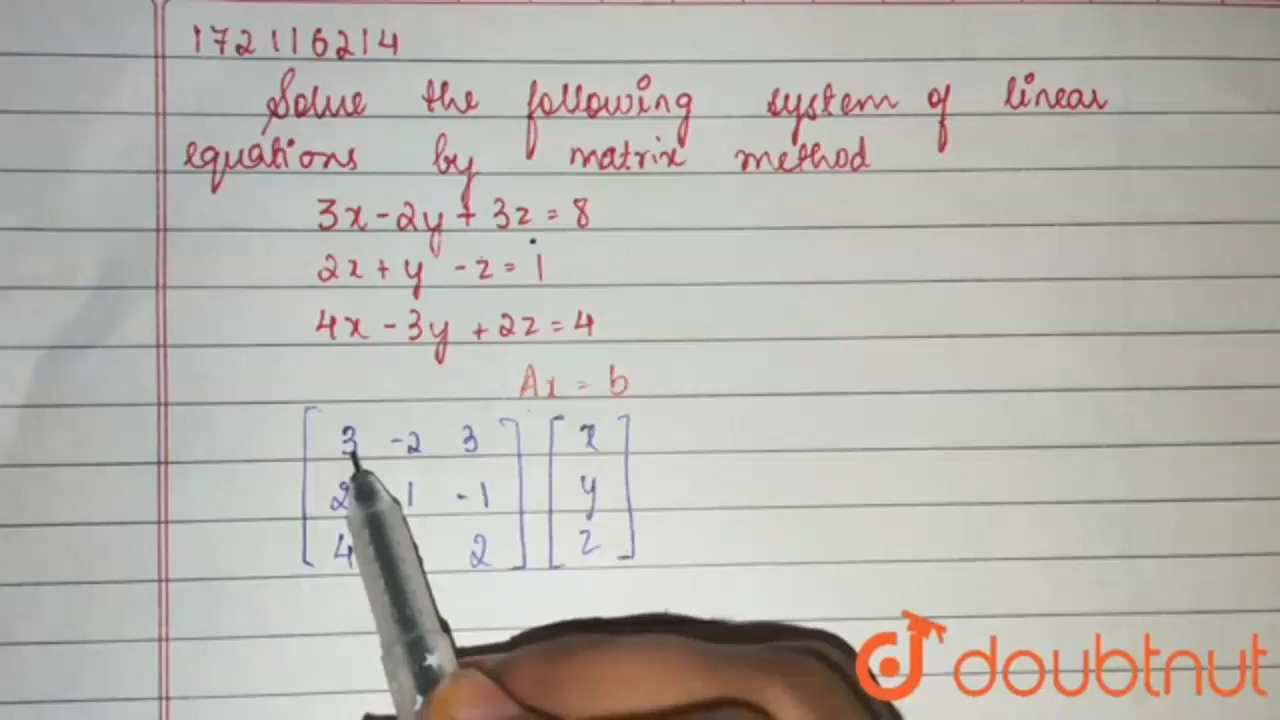 172116214
Solve the following system of linear
equations by matrix method
3x - 2y + 3z = 8
2x + y - z = 1
4x - 3y + 2z = 4
Ax = b
3 -2 3 x
2 1 -1 y
4 2 z
doubtnut